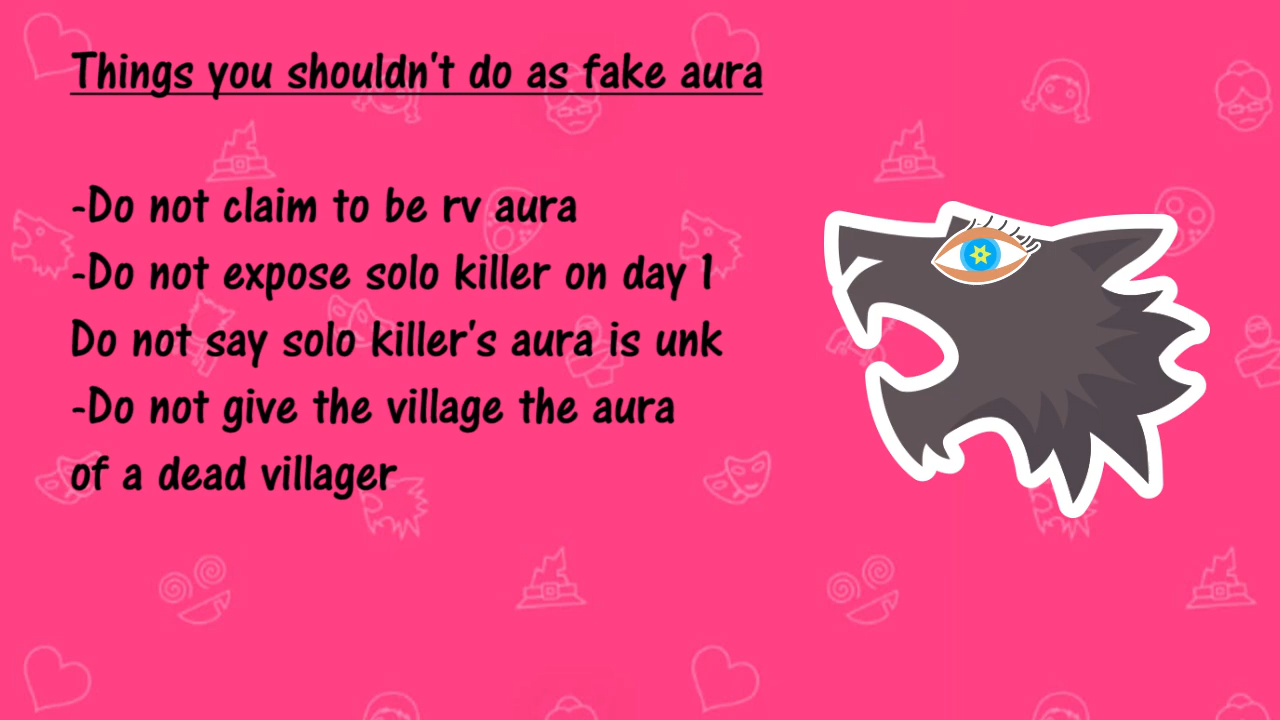 Things you shouldn't do as fake aura
-Do not claim to be rv aura
-Do not expose solo killer on day 1
Do not say solo killer's aura is unk
-Do not give the village the aura
of a dead villager